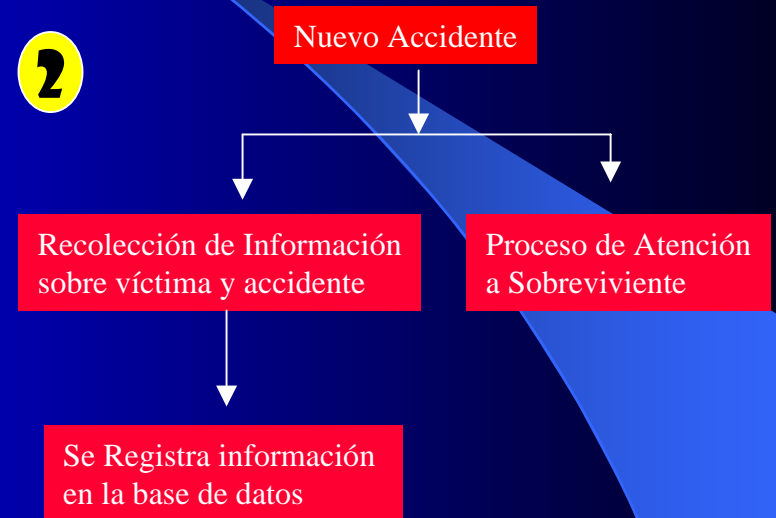 2
Nuevo Accidente
Recolección de Información
sobre víctima y accidente
Proceso de Atención
a Sobreviviente
Se Registra información
en la base de datos